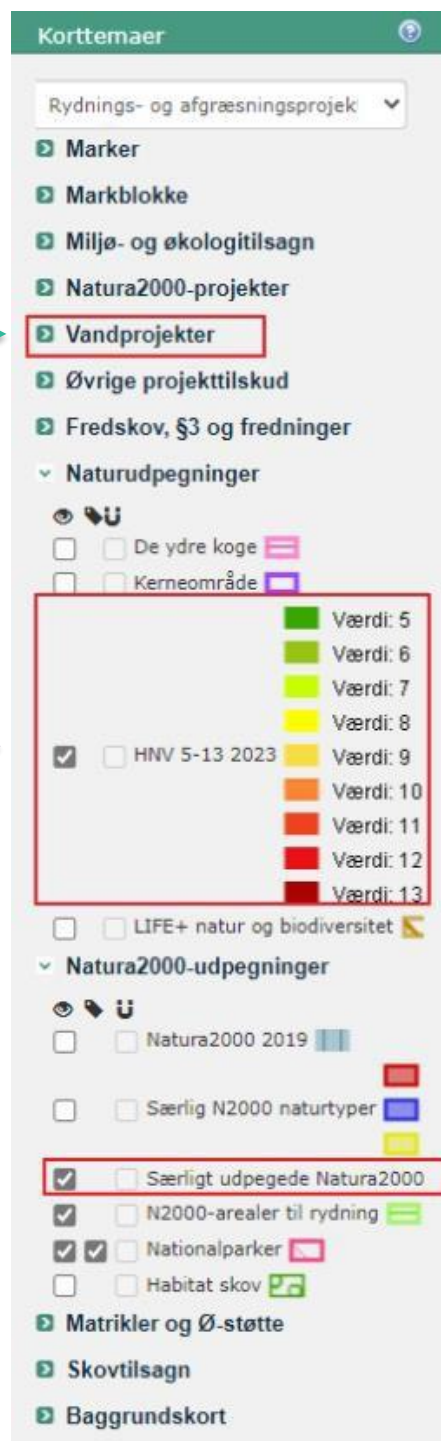 Korttemaer
Rydnings- og afgræsningsprojek
Marker
Markblokke
Miljø- og økologitilsagn
Natura2000-projekter
Vandprojekter
Øvrige projekttilskud
Fredskov, §3 og fredninger
Naturudpegninger
De ydre koge
Kerneområde
Værdi: 5
Værdi: 6
Værdi: 7
Værdi: 8
HNV 5-13 2023 Værdi: 9
Værdi: 10
Værdi: 11
Værdi: 12
Værdi: 13
LIFE+ natur og biodiversitet
Natura2000-udpegninger
Natura2000 2019
Særlig N2000 naturtyper
Særligt udpegede Natura2000
N2000-arealer til rydning
Nationalparker
Habitat skov
Matrikler og Ø-støtte
Skovtilsagn
Baggrundskort